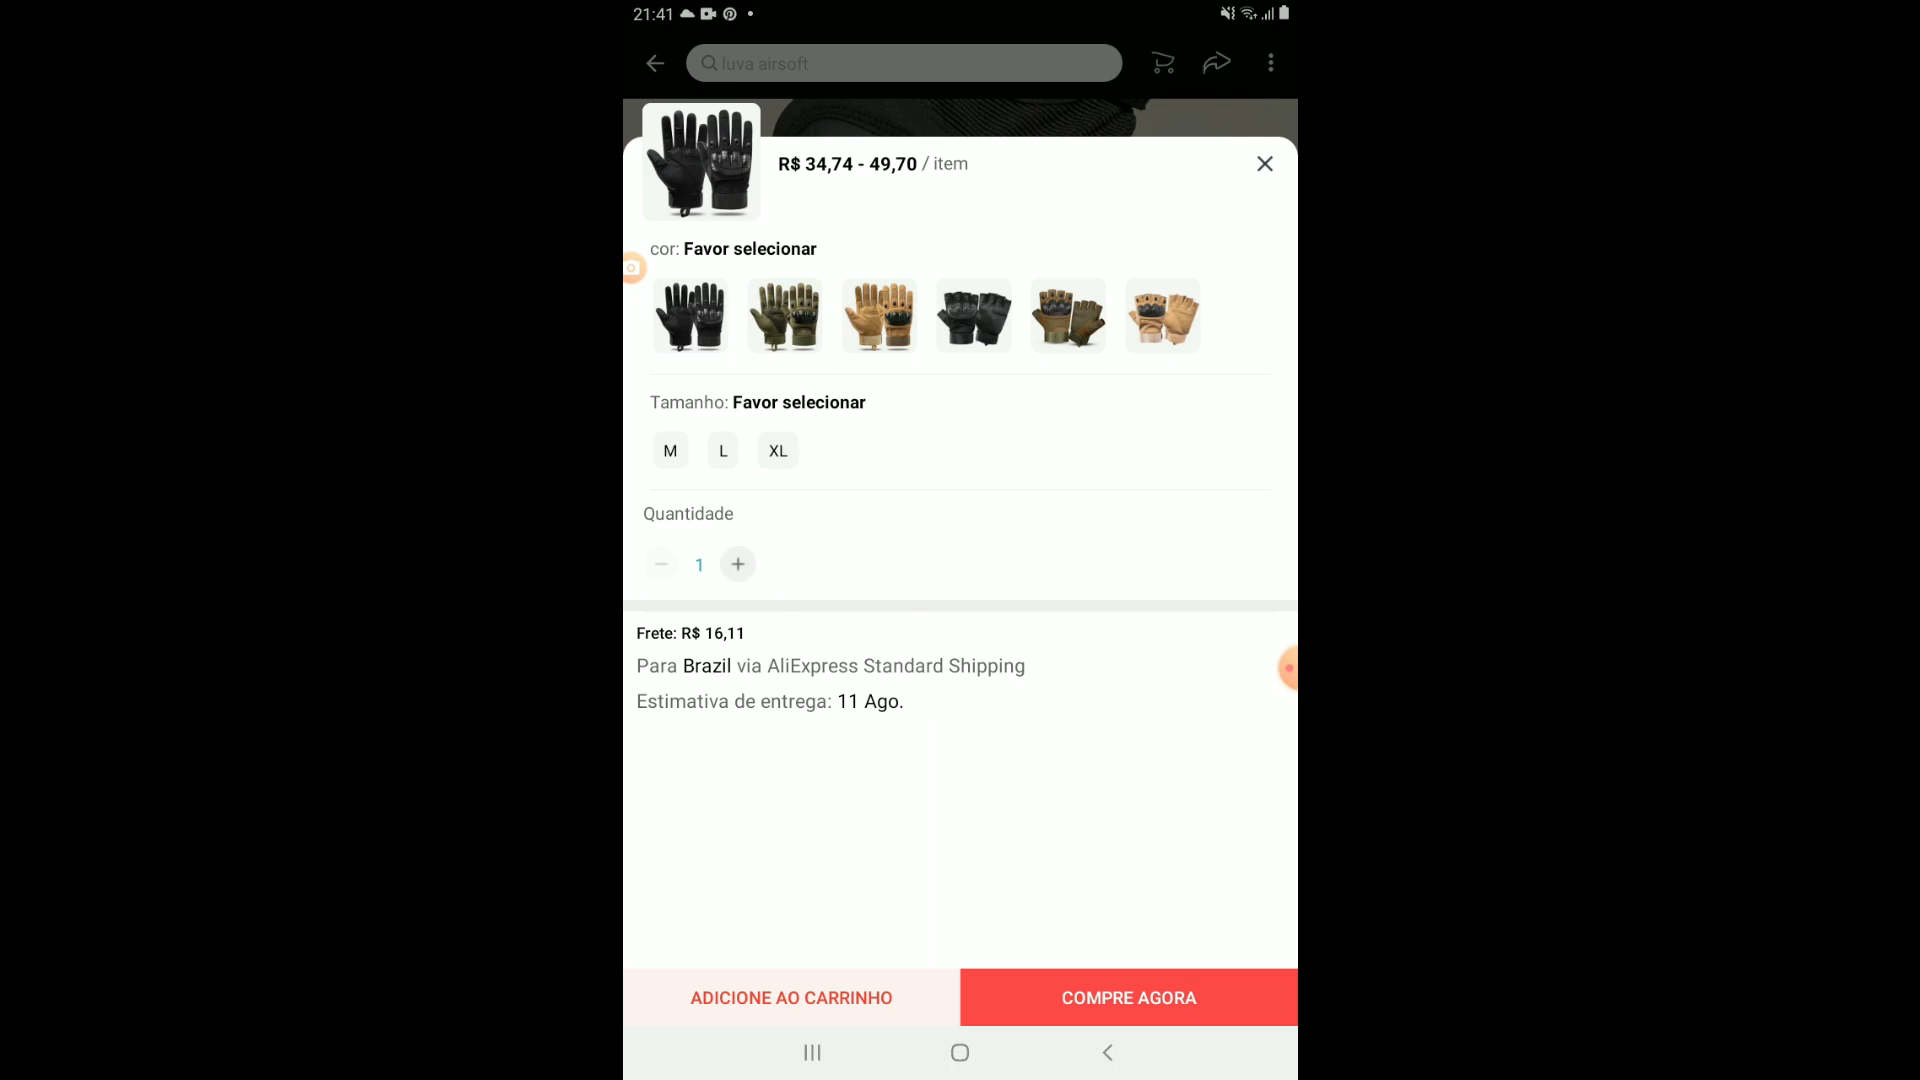 21:41
luva airsoft
R$ 34,74 - 49,70 / item
cor: Favor selecionar
Tamanho: Favor selecionar
M L XL
Quantidade
1
Frete: R$ 16,11
Para Brazil via AliExpress Standard Shipping
Estimativa de entrega: 11 Ago.
ADICIONE AO CARRINHO COMPRE AGORA